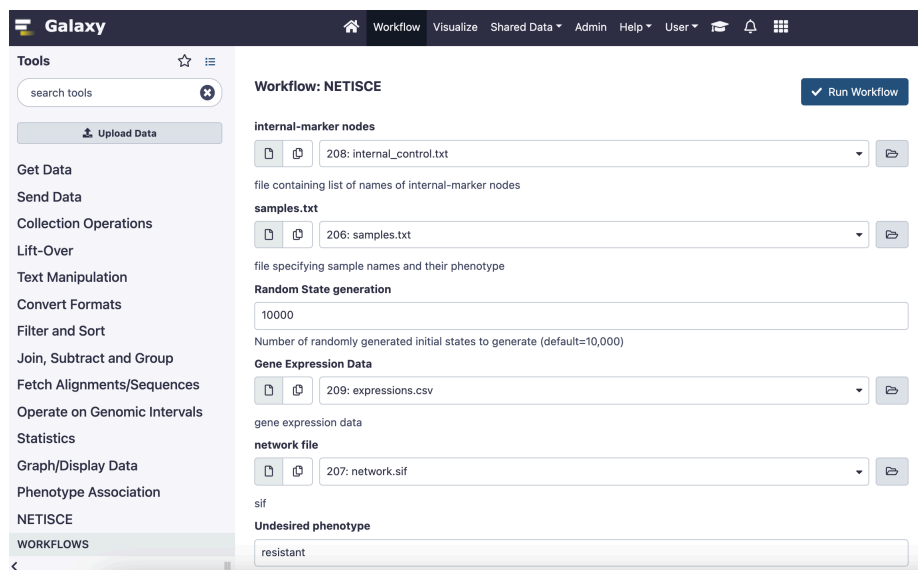 Galaxy
Workflow Visualize Shared Data Admin Help User
Tools
search tools
Upload Data
Get Data
Send Data
Collection Operations
Lift-Over
Text Manipulation
Convert Formats
Filter and Sort
Join, Subtract and Group
Fetch Alignments/Sequences
Operate on Genomic Intervals
Statistics
Graph/Display Data
Phenotype Association
NETISCE
WORKFLOWS
Workflow: NETISCE
Run Workflow
internal-marker nodes
208: internal_control.txt
file containing list of names of internal-marker nodes
samples.txt
206: samples.txt
file specifying sample names and their phenotype
Random State generation
10000
Number of randomly generated initial states to generate (default=10,000)
Gene Expression Data
209: expressions.csv
gene expression data
network file
207: network.sif
sif
Undesired phenotype
resistant